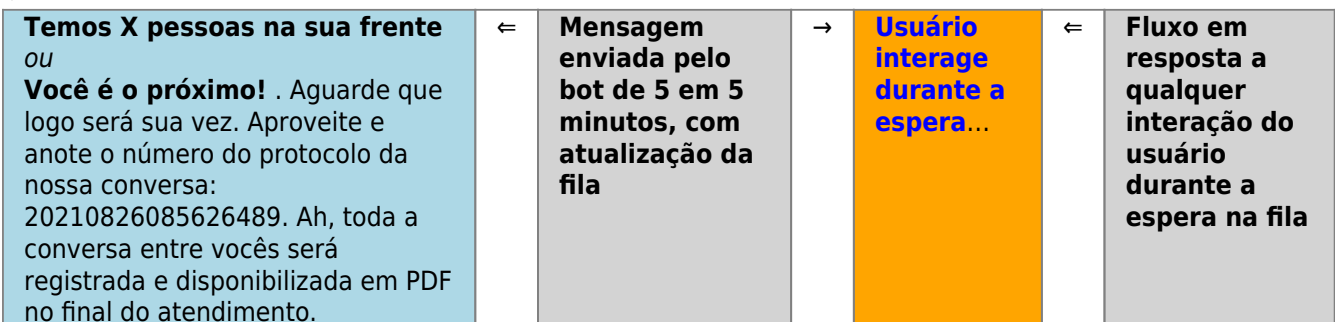 Temos X pessoas na sua frente
ou
Você é o próximo! . Aguarde que
logo será sua vez. Aproveite e
anote o número do protocolo da
nossa conversa:
20210826085626489. Ah, toda a
conversa entre vocês será
registrada e disponibilizada em PDF
no final do atendimento.
⇐
Mensagem
enviada pelo
bot de 5 em 5
minutos, com
atualização da
fila
→
Usuário
interage
durante a
espera...
⇐
Fluxo em
resposta a
qualquer
interação do
usuário
durante a
espera na fila